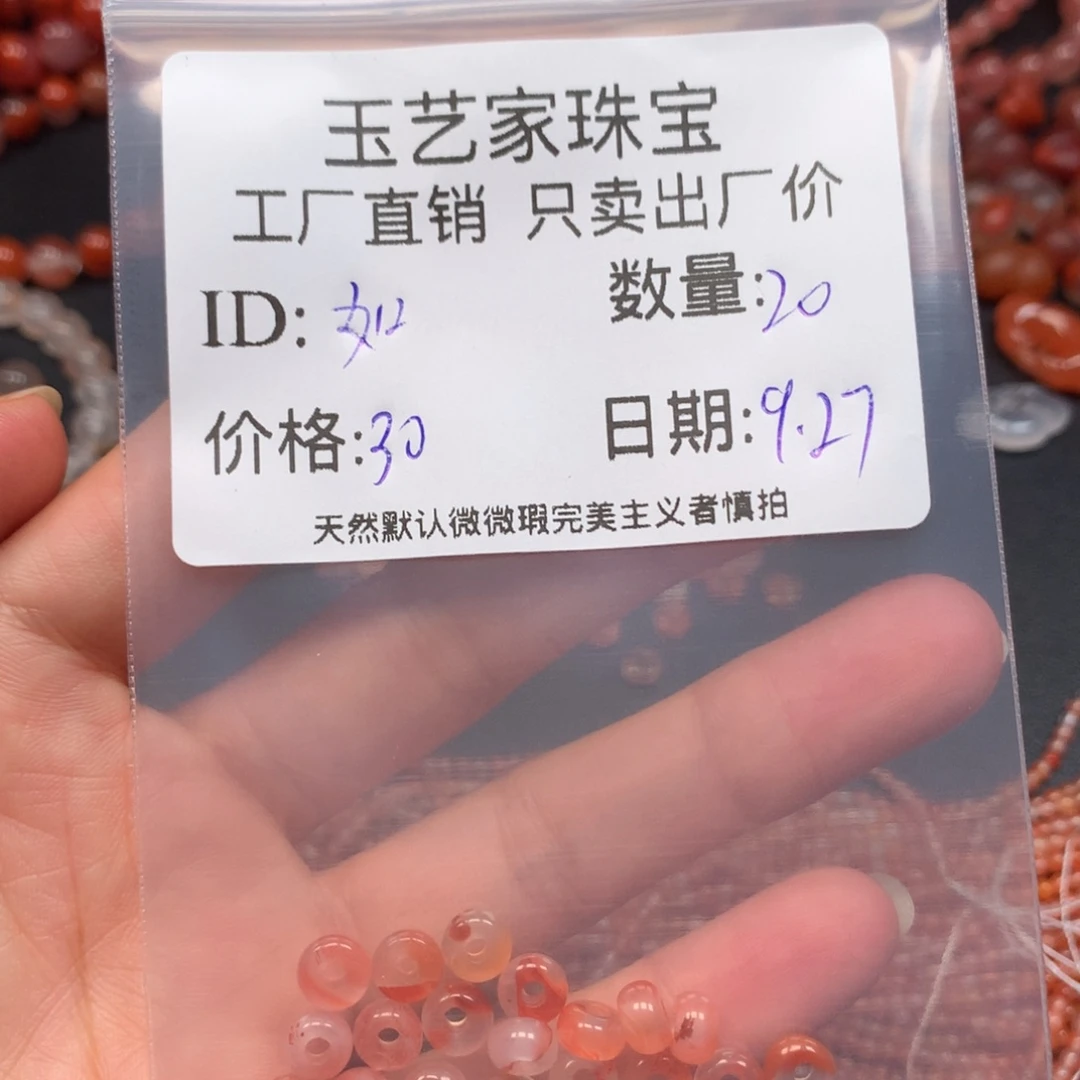 玉艺家珠宝
工厂直销 只卖出厂价
ID: 如 数量:20
价格:30 日期:9.27
天然默认微微瑕完美主义者慎拍